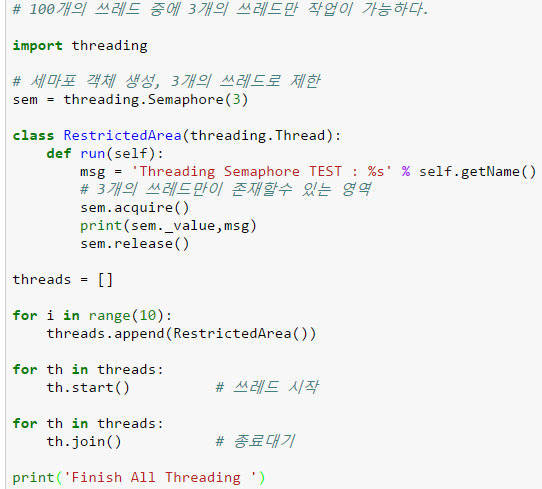 # 100개의 쓰레드 중에 3개의 쓰레드만 작업이 가능하다.
import threading
# 세마포 객체 생성, 3개의 쓰레드로 제한
sem = threading.Semaphore(3)
class RestrictedArea(threading.Thread):
    def run(self):
        msg = 'Threading Semaphore TEST : %s' % self.getName()
        # 3개의 쓰레드만이 존재할수 있는 영역
        sem.acquire()
        print(sem._value,msg)
        sem.release()
threads = []
for i in range(10):
    threads.append(RestrictedArea())
for th in threads:
    th.start()          # 쓰레드 시작
for th in threads:
    th.join()           # 종료대기
print('Finish All Threading ')